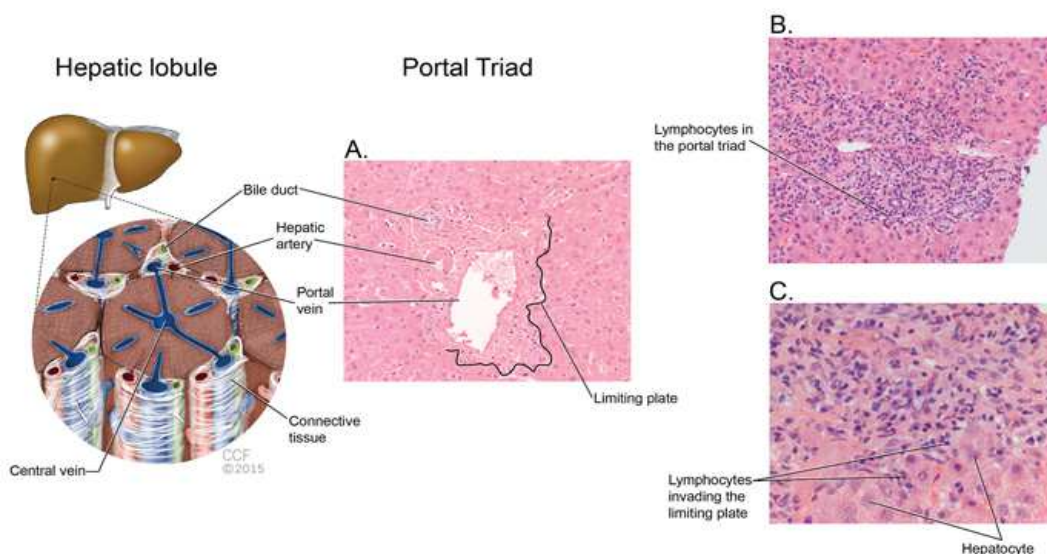 Hepatic lobule
Portal Triad
A.
Bile duct
Hepatic
artery
Portal
vein
Limiting plate
Connective
tissue
Central vein
CCF
©2015
B.
Lymphocytes in
the portal triad
C.
Lymphocytes
invading the
limiting plate
Hepatocyte